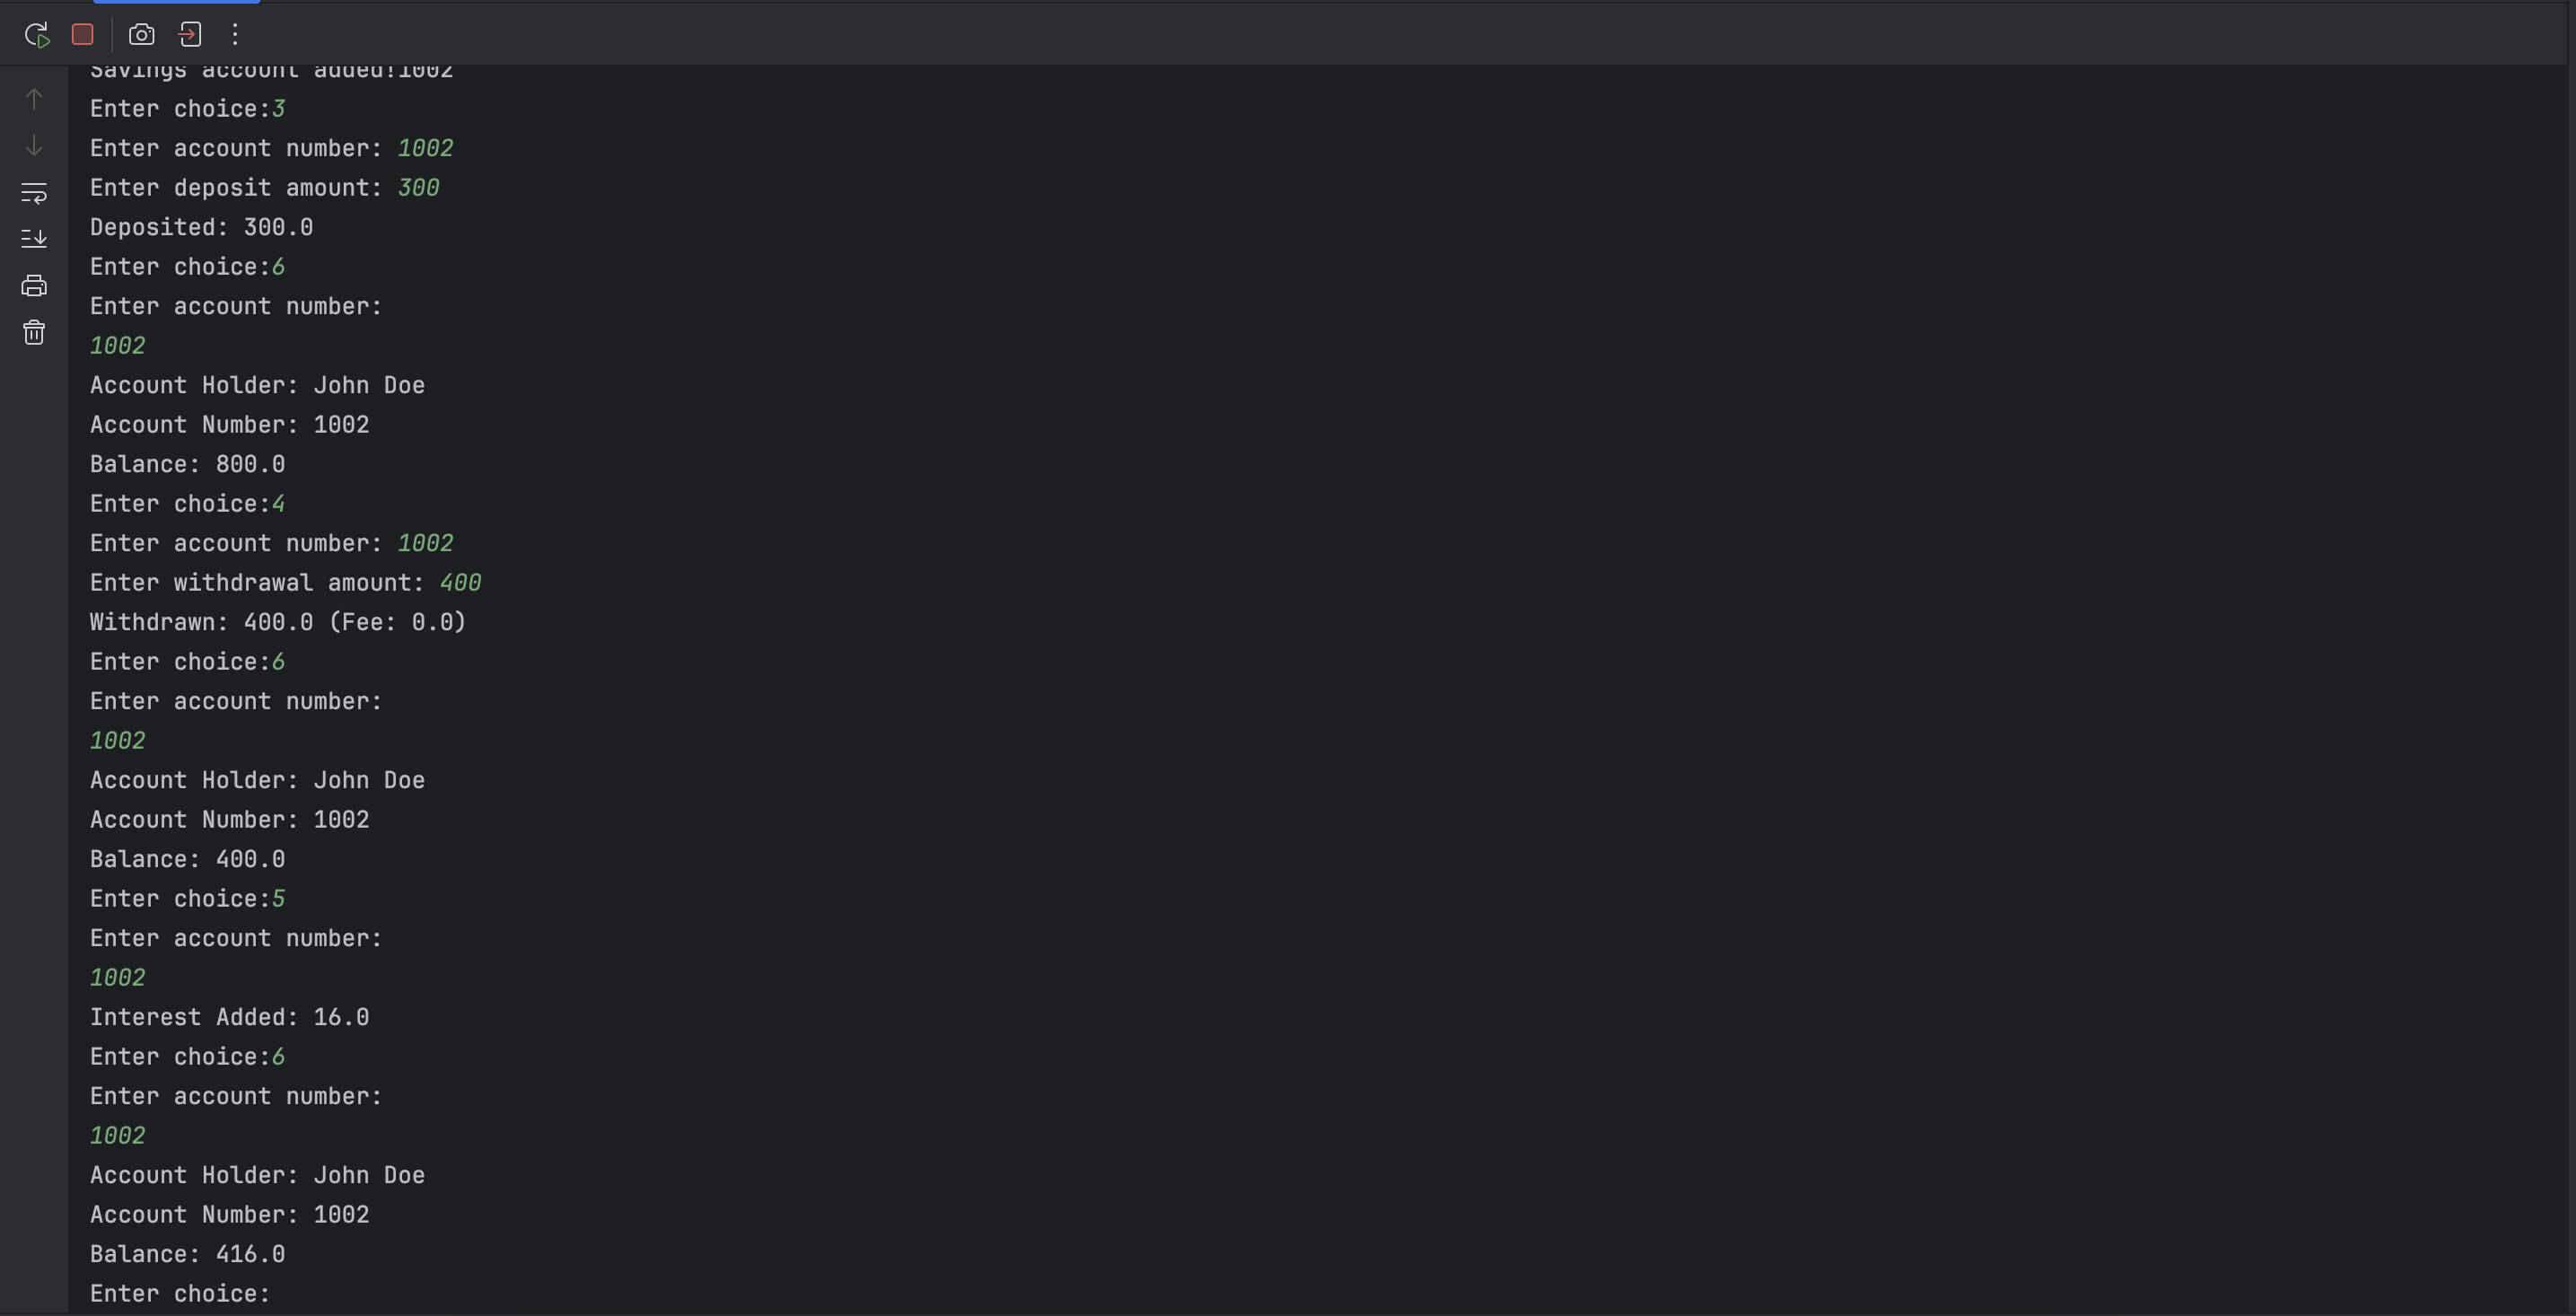 Savings account added!1002
Enter choice:3
Enter account number: 1002
Enter deposit amount: 300
Deposited: 300.0
Enter choice:6
Enter account number:
1002
Account Holder: John Doe
Account Number: 1002
Balance: 800.0
Enter choice:4
Enter account number: 1002
Enter withdrawal amount: 400
Withdrawn: 400.0 (Fee: 0.0)
Enter choice:6
Enter account number:
1002
Account Holder: John Doe
Account Number: 1002
Balance: 400.0
Enter choice:5
Enter account number:
1002
Interest Added: 16.0
Enter choice:6
Enter account number:
1002
Account Holder: John Doe
Account Number: 1002
Balance: 416.0
Enter choice: